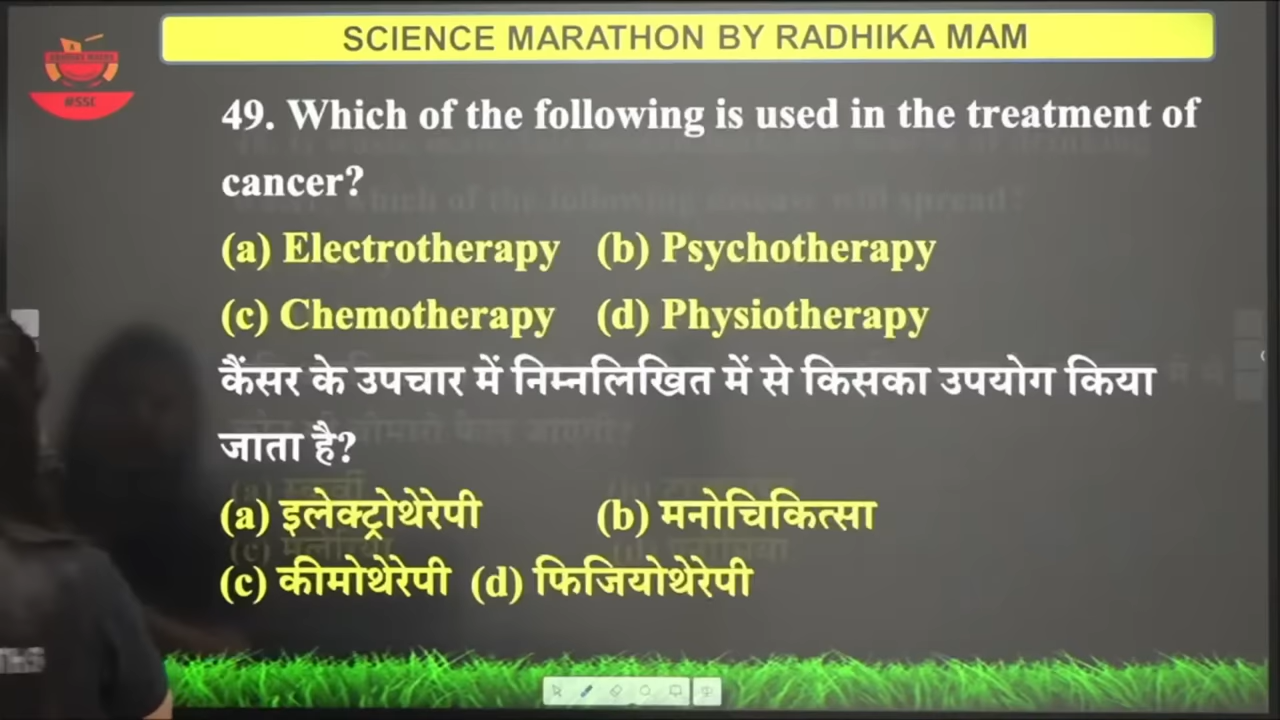 SCIENCE MARATHON BY RADHIKA MAM
#SSC
49. Which of the following is used in the treatment of
cancer?
(a) Electrotherapy (b) Psychotherapy
(c) Chemotherapy (d) Physiotherapy
कैंसर के उपचार में निम्नलिखित में से किसका उपयोग किया
जाता है?
(a) इलेक्ट्रोथेरेपी (b) मनोचिकित्सा
(c) कीमोथेरेपी (d) फिजियोथेरेपी